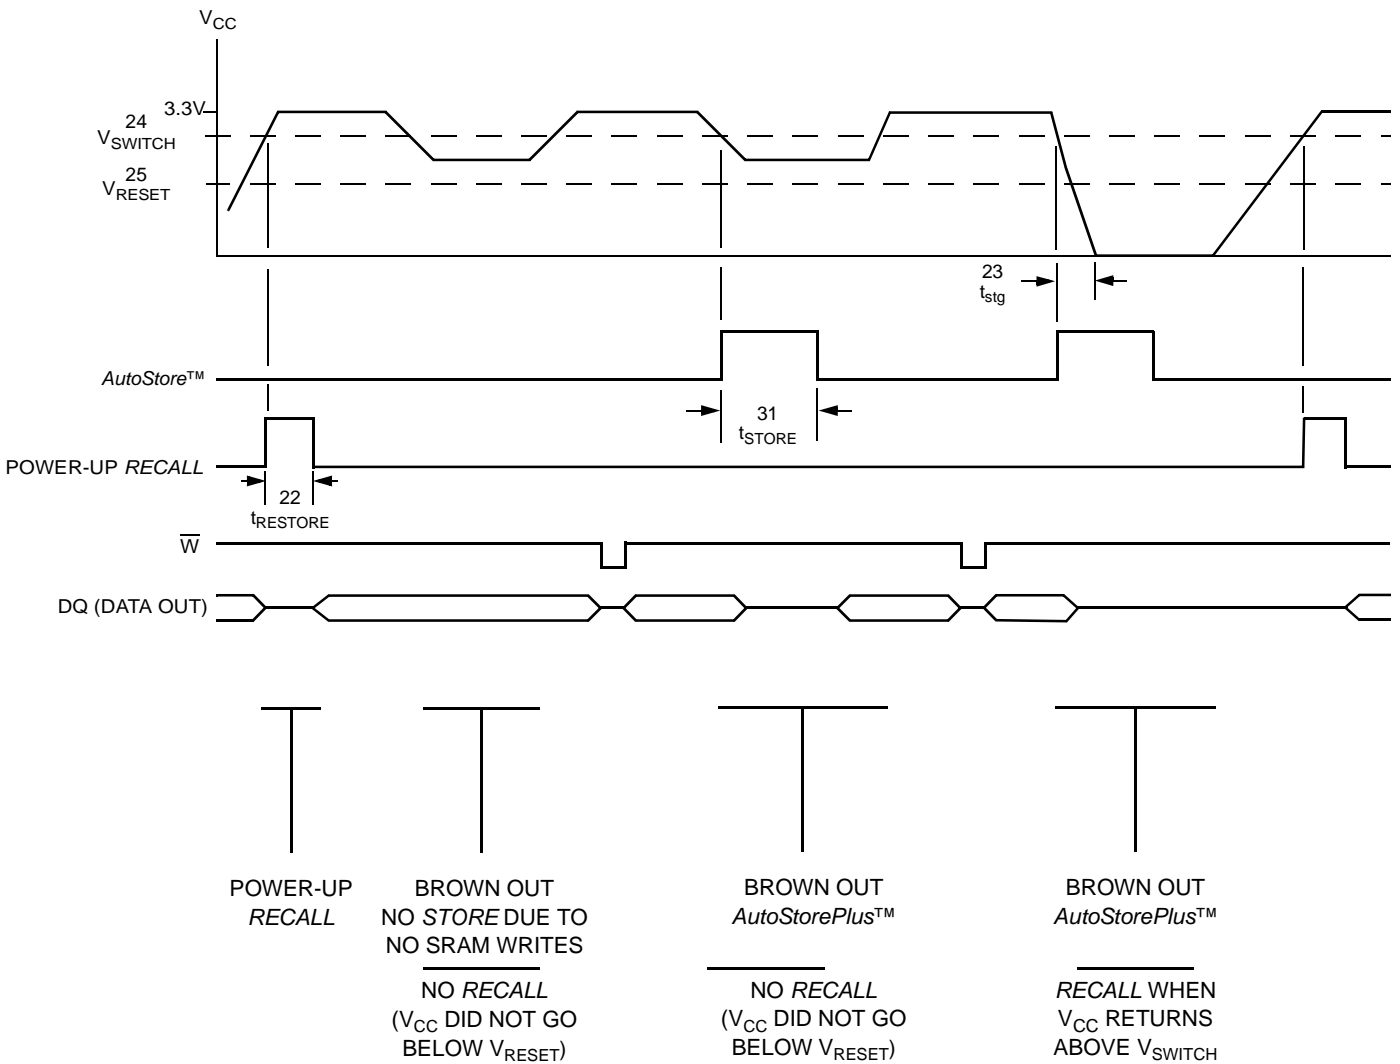 VCC
3.3V
24
VSWITCH
25
VRESET
23
tstg
AutoStore™
31
tSTORE
POWER-UP RECALL
22
tRESTORE
W̅
DQ (DATA OUT)
POWER-UP
RECALL
BROWN OUT
NO STORE DUE TO
NO SRAM WRITES
NO RECALL
(VCC DID NOT GO
BELOW VRESET)
BROWN OUT
AutoStorePlus™
NO RECALL
(VCC DID NOT GO
BELOW VRESET)
BROWN OUT
AutoStorePlus™
RECALL WHEN
VCC RETURNS
ABOVE VSWITCH